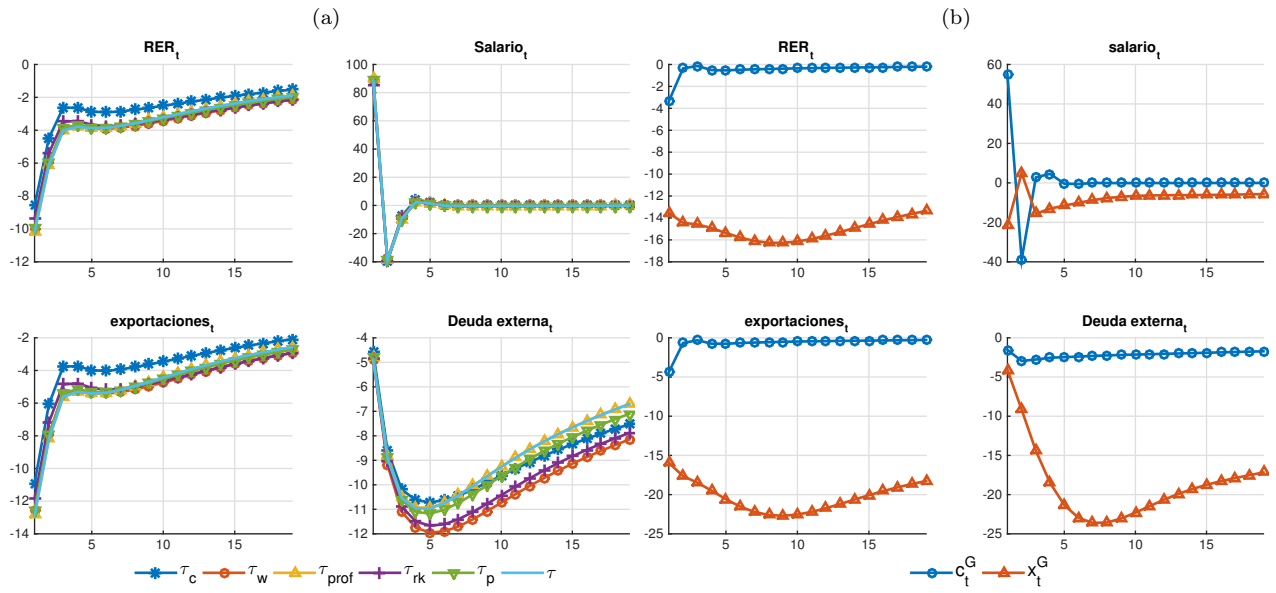 (a) (b)
RER_t Salario_t RER_t salario_t
0 100 0 60
-2 80 -2 40
-4 60 -4 20
-6 40 -6 0
-8 20 -8 -20
-10 0 -10 -40
-12 -20 -12
-40 -14
-16
-18
5 10 15 5 10 15 5 10 15 5 10 15
exportaciones_t Deuda externa_t exportaciones_t Deuda externa_t
-2 -4 0 0
-4 -5 -5 -5
-6 -6 -10 -10
-8 -7 -15 -15
-10 -8 -20 -20
-12 -9 -25 -25
-14 -10
-11
-12
5 10 15 5 10 15 5 10 15 5 10 15
τ_c τ_w τ_prof τ_rk τ_p τ c_t^G x_t^G